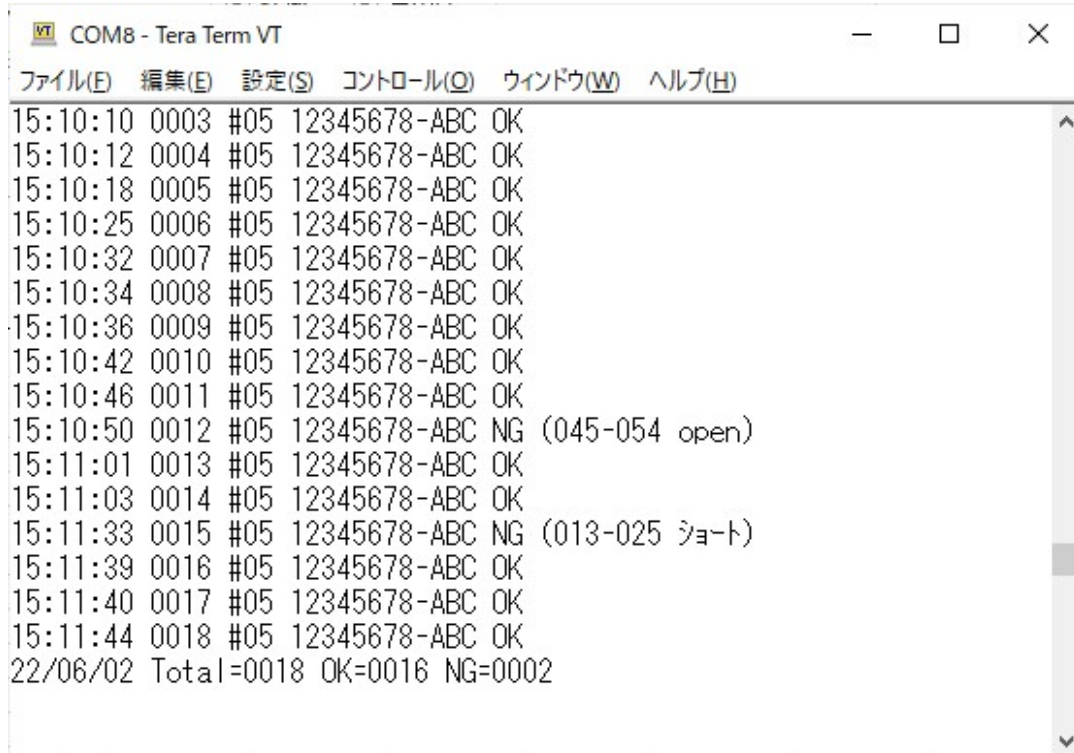 COM8 - Tera Term VT
ファイル(F) 編集(E) 設定(S) コントロール(O) ウィンドウ(W) ヘルプ(H)
15:10:10 0003 #05 12345678-ABC OK
15:10:12 0004 #05 12345678-ABC OK
15:10:18 0005 #05 12345678-ABC OK
15:10:25 0006 #05 12345678-ABC OK
15:10:32 0007 #05 12345678-ABC OK
15:10:34 0008 #05 12345678-ABC OK
15:10:36 0009 #05 12345678-ABC OK
15:10:42 0010 #05 12345678-ABC OK
15:10:46 0011 #05 12345678-ABC OK
15:10:50 0012 #05 12345678-ABC NG (045-054 open)
15:11:01 0013 #05 12345678-ABC OK
15:11:03 0014 #05 12345678-ABC OK
15:11:33 0015 #05 12345678-ABC NG (013-025 ｼｮｰﾄ)
15:11:39 0016 #05 12345678-ABC OK
15:11:40 0017 #05 12345678-ABC OK
15:11:44 0018 #05 12345678-ABC OK
22/06/02 Total=0018 OK=0016 NG=0002